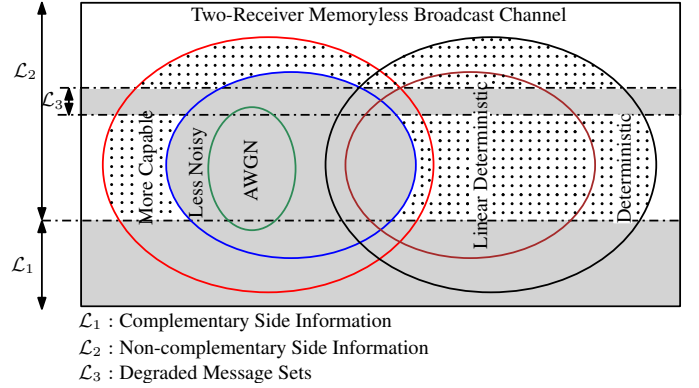 Two-Receiver Memoryless Broadcast Channel
ℒ₂
ℒ₃
ℒ₁
More Capable
Less Noisy
AWGN
Linear Deterministic
Deterministic
ℒ₁ : Complementary Side Information
ℒ₂ : Non-complementary Side Information
ℒ₃ : Degraded Message Sets